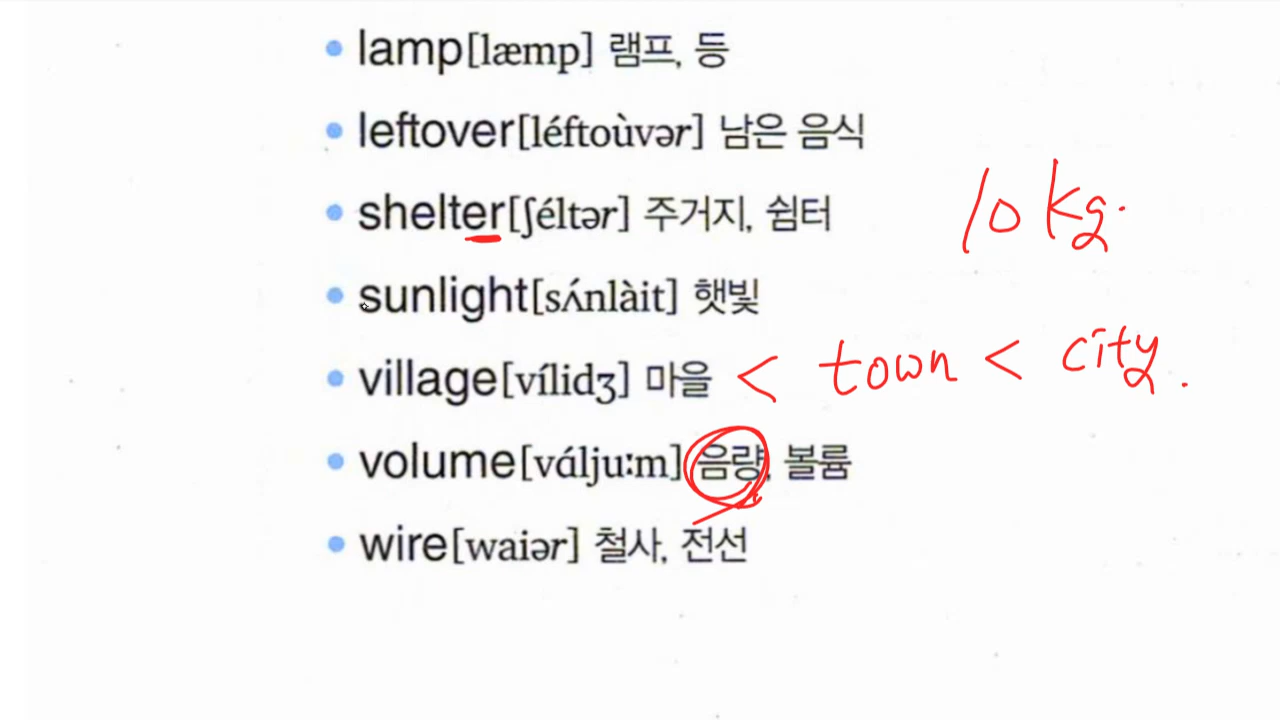 lamp[læmp] 램프, 등
leftover[léftoùvər] 남은 음식
shelter[ʃéltər] 주거지, 쉼터
10 kg.
sunlight[sʌ́nlàit] 햇빛
village[vílidʒ] 마을 < town < city.
volume[válju:m] 음량, 볼륨
wire[waiər] 철사, 전선